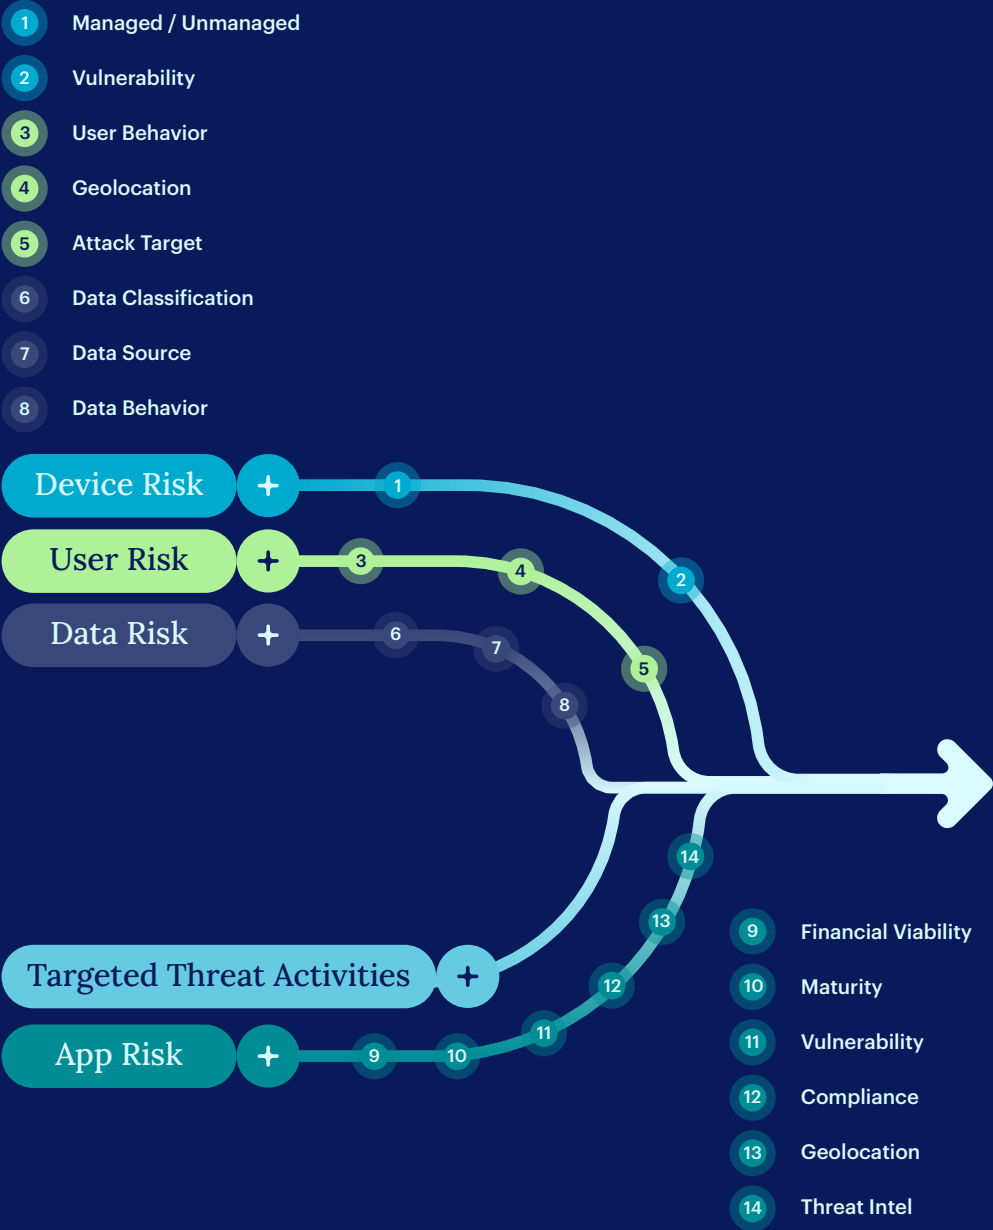 1 Managed / Unmanaged
2 Vulnerability
3 User Behavior
4 Geolocation
5 Attack Target
6 Data Classification
7 Data Source
8 Data Behavior
Device Risk + 1
2
User Risk + 3 4
5
Data Risk + 6 7
8
14
13
12
11
Targeted Threat Activities +
App Risk + 9 10
9 Financial Viability
10 Maturity
11 Vulnerability
12 Compliance
13 Geolocation
14 Threat Intel